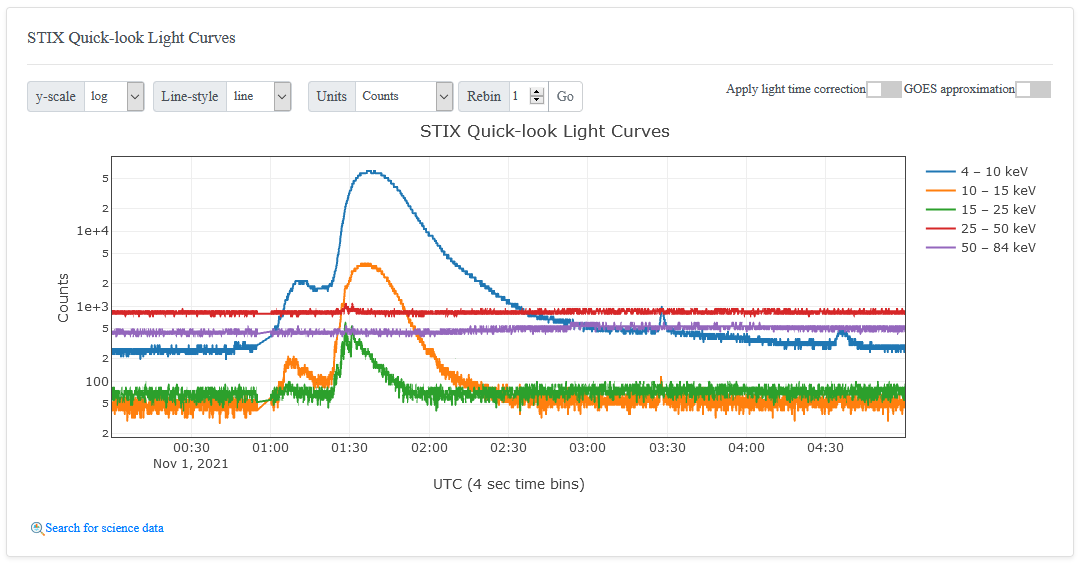 STIX Quick-look Light Curves
y-scale log Line-style line Units Counts Rebin 1 Go Apply light time correction GOES approximation
STIX Quick-look Light Curves
5
2
1e+4
5
2
1e+3
5
2
100
5
2
Counts
4 – 10 keV
10 – 15 keV
15 – 25 keV
25 – 50 keV
50 – 84 keV
00:30 01:00 01:30 02:00 02:30 03:00 03:30 04:00 04:30
Nov 1, 2021
UTC (4 sec time bins)
Search for science data